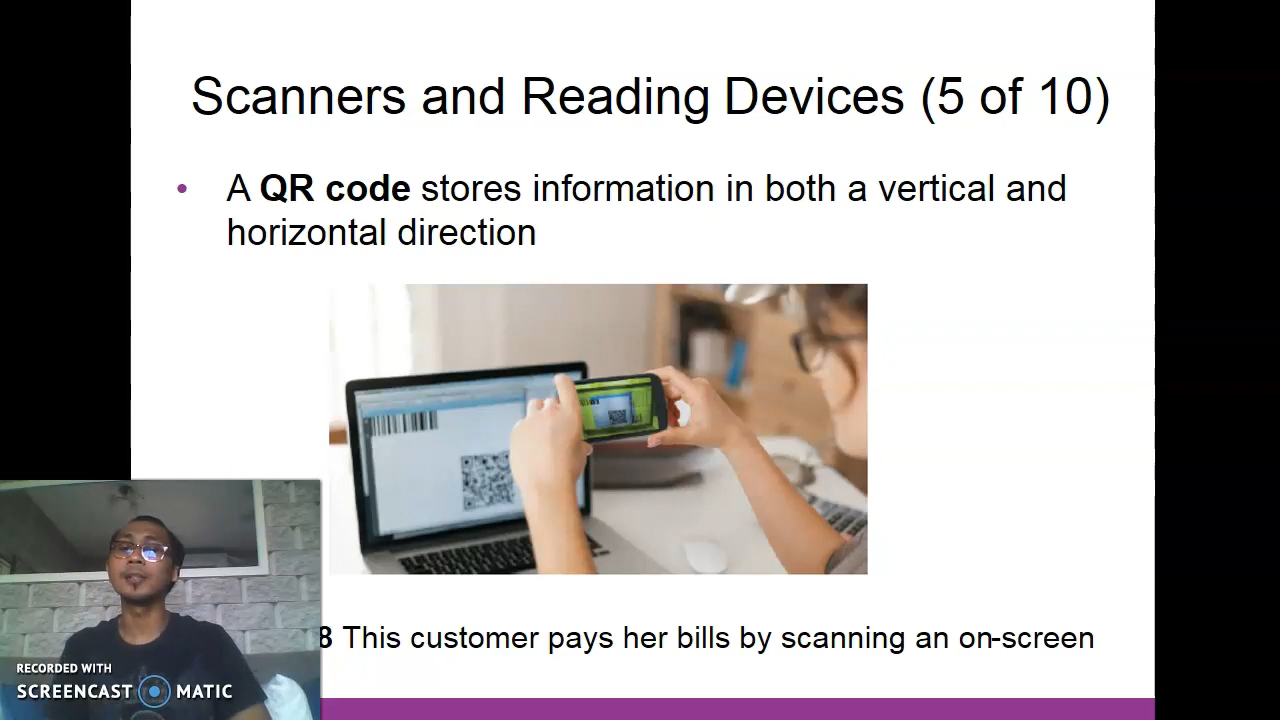 Scanners and Reading Devices (5 of 10)
• A QR code stores information in both a vertical and
horizontal direction
8 This customer pays her bills by scanning an on-screen
RECORDED WITH
SCREENCAST MATIC